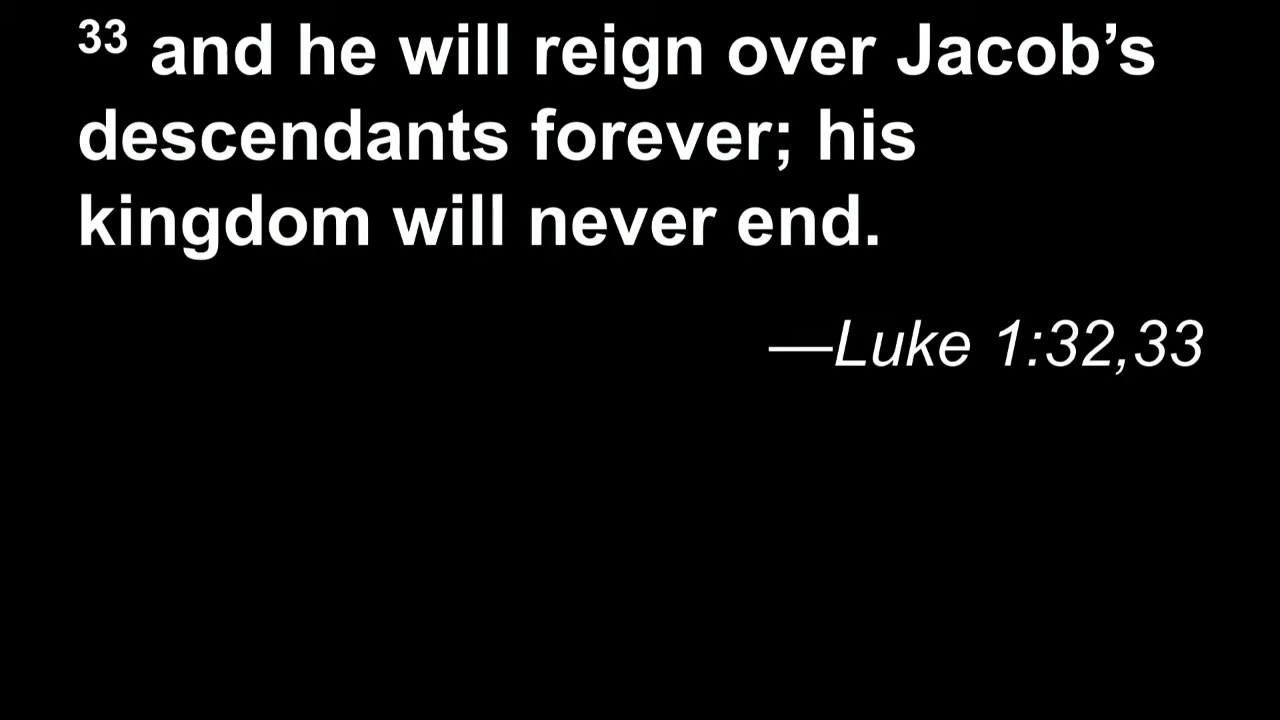 ³³ and he will reign over Jacob’s
descendants forever; his
kingdom will never end.
—Luke 1:32,33